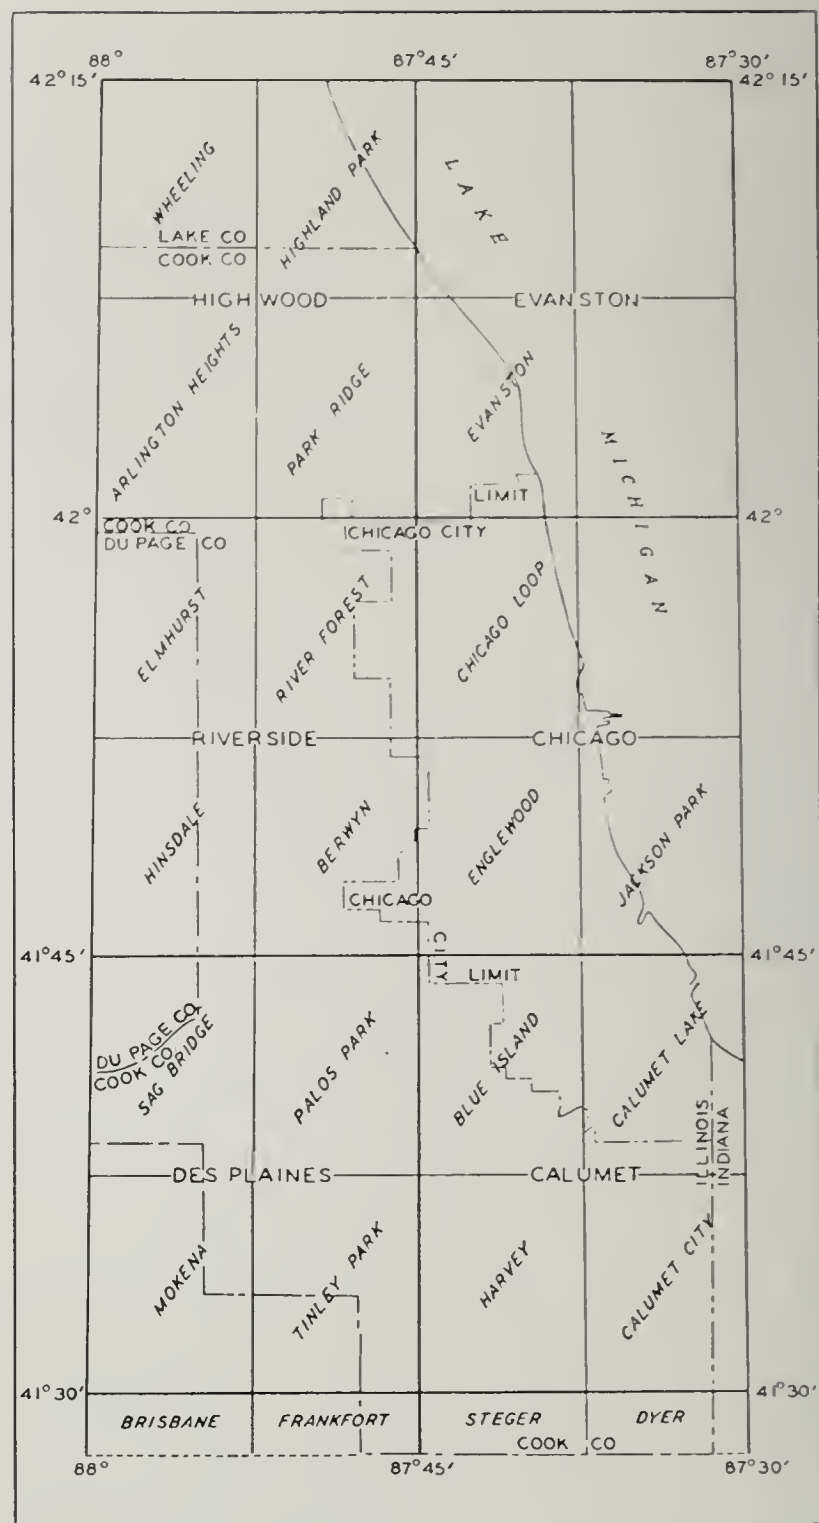 88° 87°45′ 87°30′
42°15′ 42°15′
WHEELING
HIGHLAND PARK
LAKE
LAKE CO
COOK CO
HIGHWOOD EVANSTON
ARLINGTON HEIGHTS
PARK RIDGE
EVANSTON
MICHIGAN
LIMIT
42° 42°
COOK CO
DU PAGE CO
CHICAGO CITY
ELMHURST
RIVER FOREST
CHICAGO LOOP
RIVERSIDE CHICAGO
HINSDALE
BERWYN
ENGLEWOOD
JACKSON PARK
CHICAGO
CITY
41°45′ 41°45′
LIMIT
DU PAGE CO
COOK CO
SAG BRIDGE
PALOS PARK
BLUE ISLAND
CALUMET LAKE
ILLINOIS
INDIANA
DES PLAINES CALUMET
MOKENA
TINLEY PARK
HARVEY
CALUMET CITY
41°30′ 41°30′
BRISBANE FRANKFORT STEGER DYER
COOK CO
88° 87°45′ 87°30′